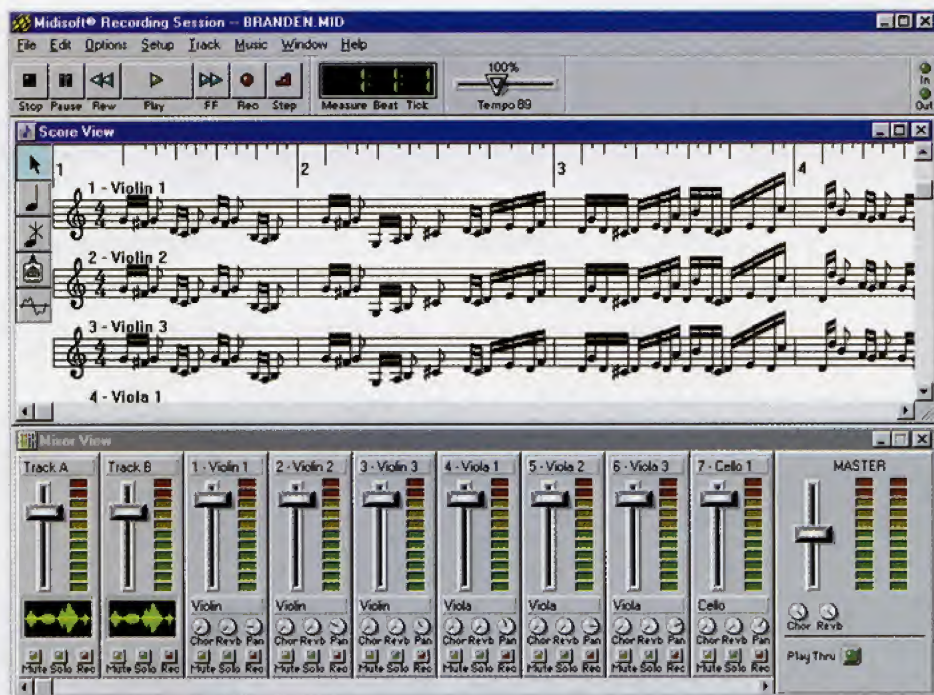 Midisoft® Recording Session -- BRANDEN.MID
File Edit Options Setup Track Music Window Help
100%
1: 1: 1
In
Out
Stop Pause Rew Play FF Rec Step Measure Beat Tick Tempo 89
Score View
1 2 3 4
1 - Violin 1
2 - Violin 2
3 - Violin 3
4 - Viola 1
Mixer View
Track A Track B 1 - Violin 1 2 - Violin 2 3 - Violin 3 4 - Viola 1 5 - Viola 2 6 - Viola 3 7 - Cello 1 MASTER
Violin Violin Violin Viola Viola Viola Cello
Chor Revb Pan Chor Revb Pan Chor Revb Pan Chor Revb Pan Chor Revb Pan Chor Revb Pan Chor Revb Pan Chor Revb
Mute Solo Rec Mute Solo Rec Mute Solo Rec Mute Solo Rec Mute Solo Rec Mute Solo Rec Mute Solo Rec Mute Solo Rec Mute Solo Rec Play Thru